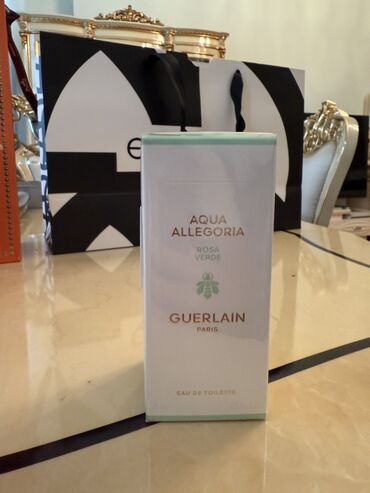 AQUA
ALLEGORIA
ROSA
VERDE
GUERLAIN
PARIS
EAU DE TOILETTE